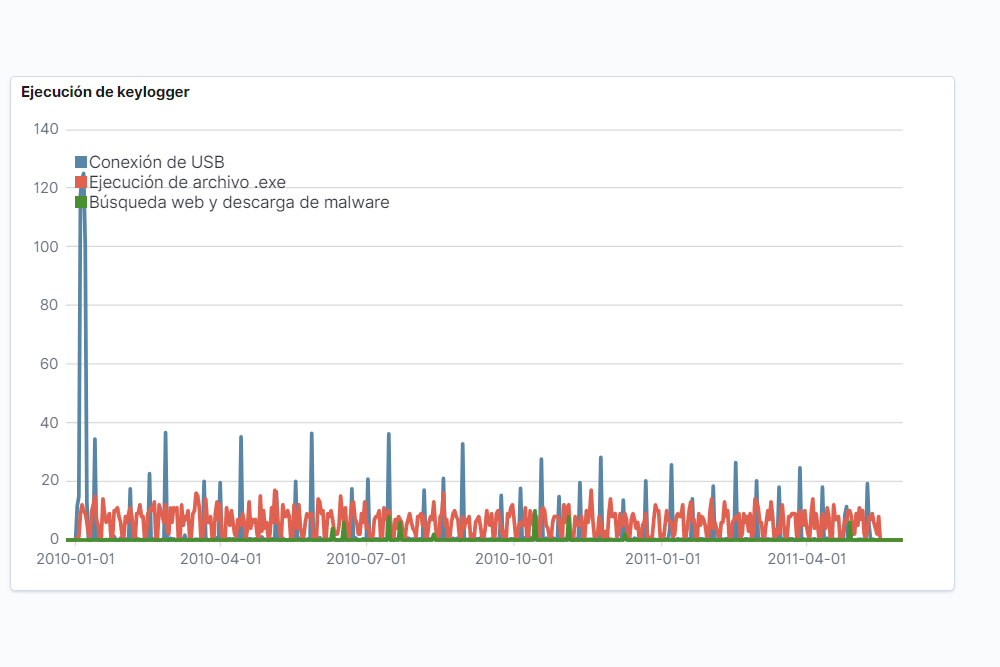 Ejecución de keylogger
140
Conexión de USB
Ejecución de archivo .exe
120
Búsqueda web y descarga de malware
100
80
60
40
20
0
2010-01-01 2010-04-01 2010-07-01 2010-10-01 2011-01-01 2011-04-01